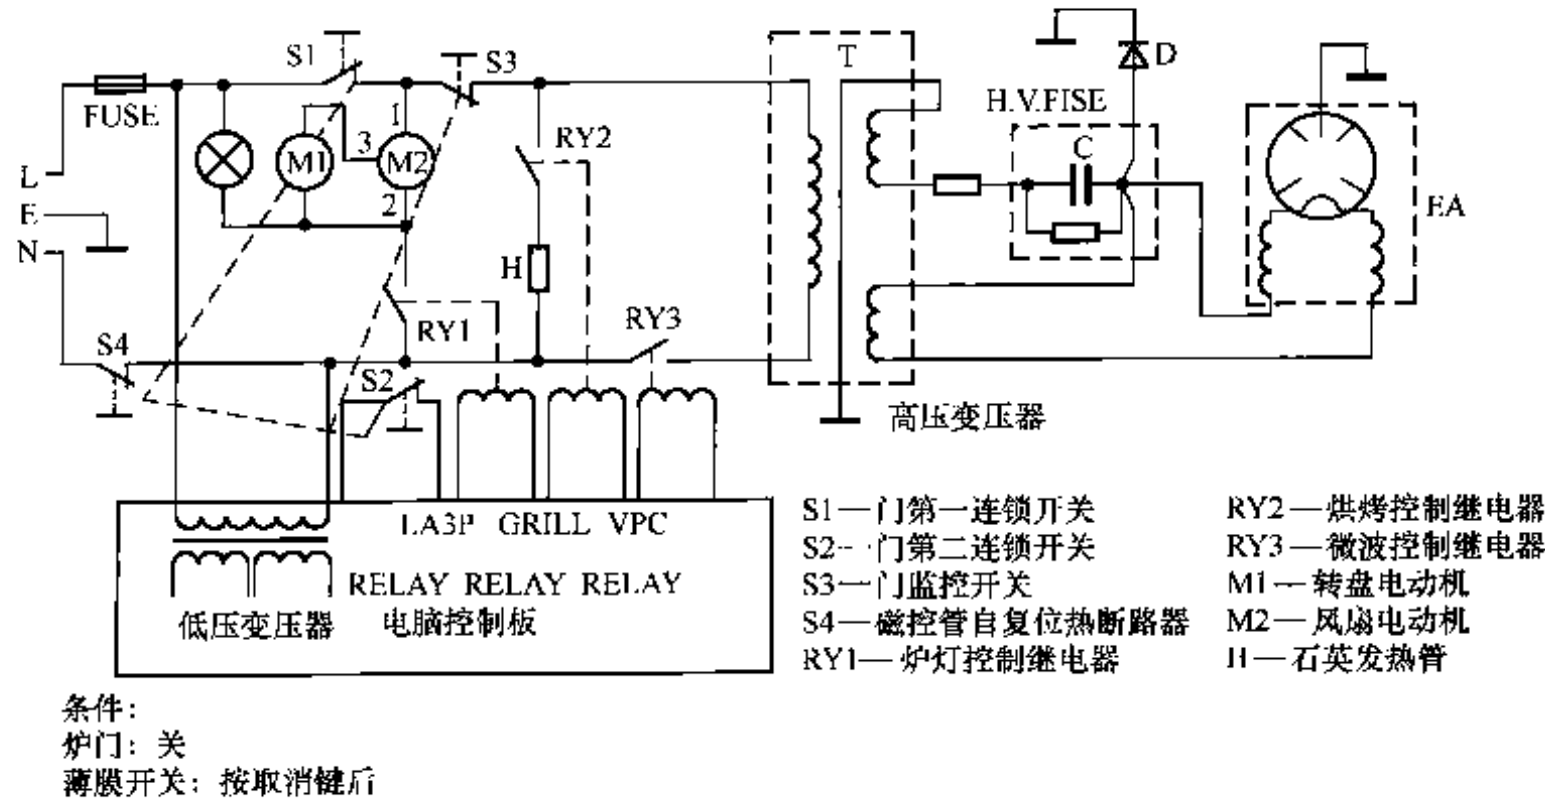 S1
S3
T
D
FUSE
H.V.FISE
C
1
3
M1
M2
2
RY2
L
E
N
EA
H
RY1
RY3
S4
S2
高压变压器
LA3P GRILL VPC
RELAY RELAY RELAY
低压变压器
电脑控制板
S1—门第一连锁开关
S2--门第二连锁开关
S3—门监控开关
S4—磁控管自复位热断路器
RY1—炉灯控制继电器
RY2—烘烤控制继电器
RY3—微波控制继电器
M1—转盘电动机
M2—风扇电动机
H—石英发热管
条件：
炉门：关
薄膜开关：按取消键后